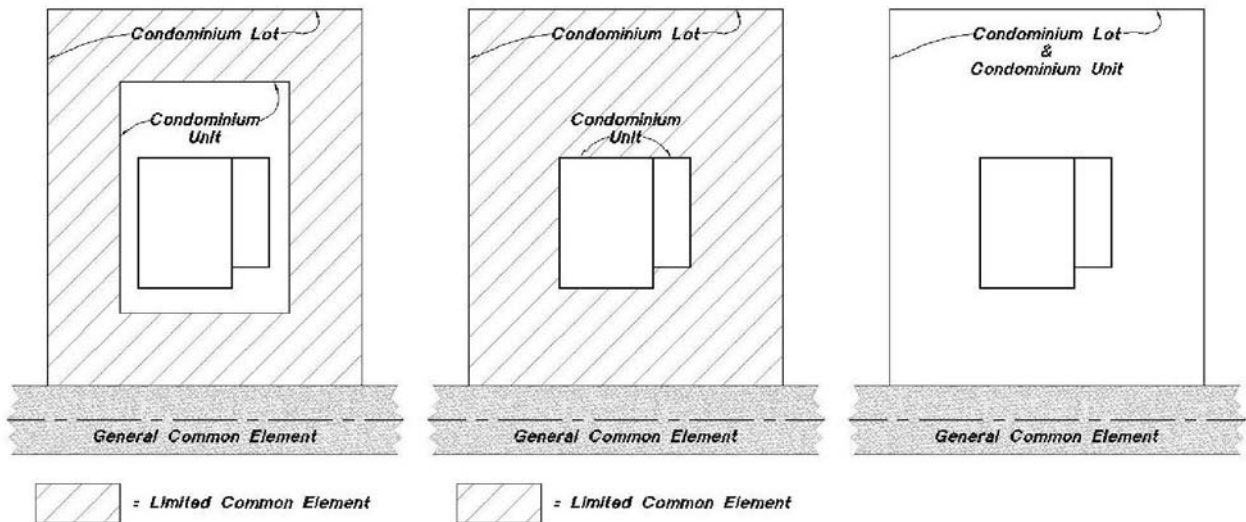 Condominium Lot
Condominium
Unit
General Common Element
= Limited Common Element
Condominium Lot
Condominium
Unit
General Common Element
= Limited Common Element
Condominium Lot
&
Condominium Unit
General Common Element